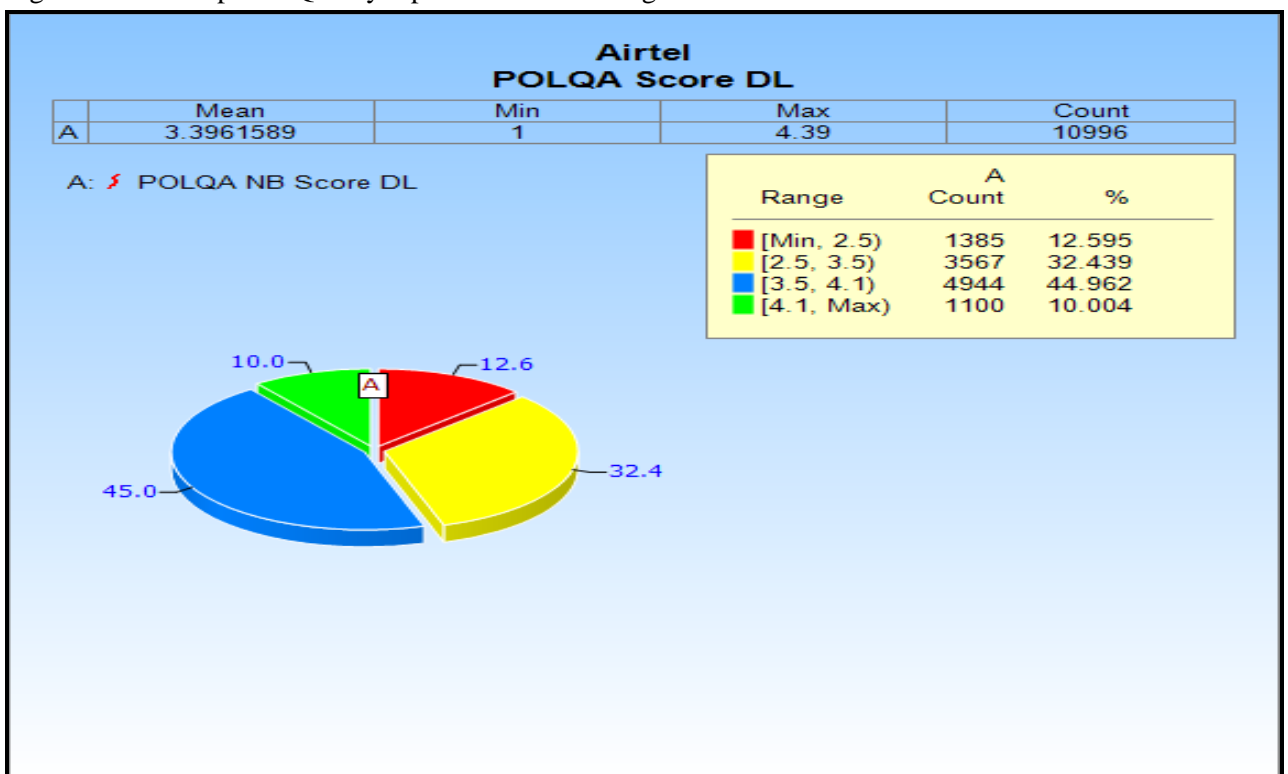 Airtel
POLQA Score DL
Mean Min Max Count
A 3.3961589 1 4.39 10996
A: POLQA NB Score DL
A
Range Count %
[Min, 2.5) 1385 12.595
[2.5, 3.5) 3567 32.439
[3.5, 4.1) 4944 44.962
[4.1, Max) 1100 10.004
10.0 12.6
A
32.4
45.0